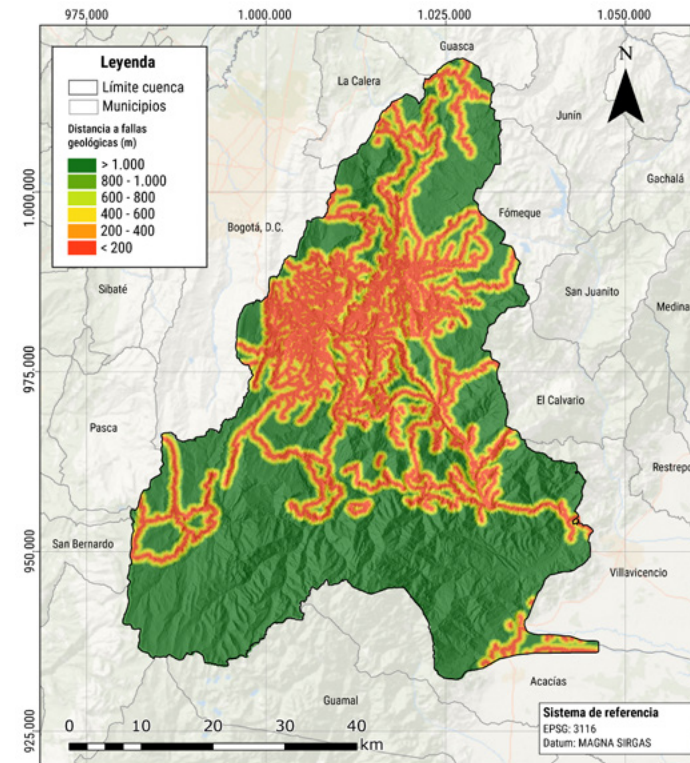 975.000
1.000.000
1.025.000
1.050.000
Guasca
N
Leyenda
Límite cuenca
Municipios
Distancia a fallas
geológicas (m)
> 1.000
800 - 1.000
600 - 800
400 - 600
200 - 400
< 200
La Calera
Junín
Gachalá
1.000.000
Fómeque
Bogotá, D.C.
Sibaté
San Juanito
Medina
975.000
El Calvario
Pasca
Restrepo
San Bernardo
950.000
Villavicencio
Acacías
Guamal
925.000
0
10
20
30
40
km
Sistema de referencia
EPSG: 3116
Datum: MAGNA SIRGAS